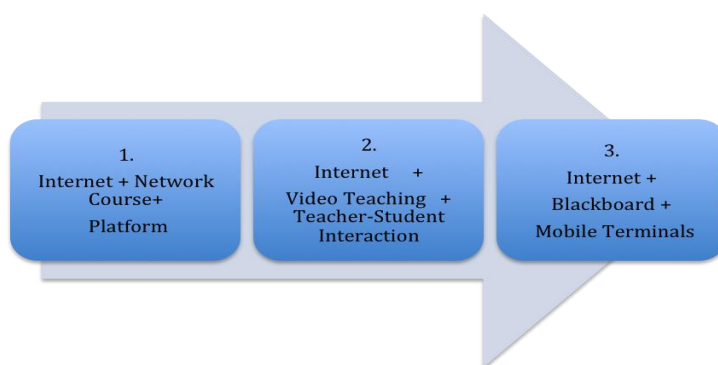 1.
Internet + Network
Course+
Platform
2.
Internet +
Video Teaching +
Teacher-Student
Interaction
3.
Internet +
Blackboard +
Mobile Terminals